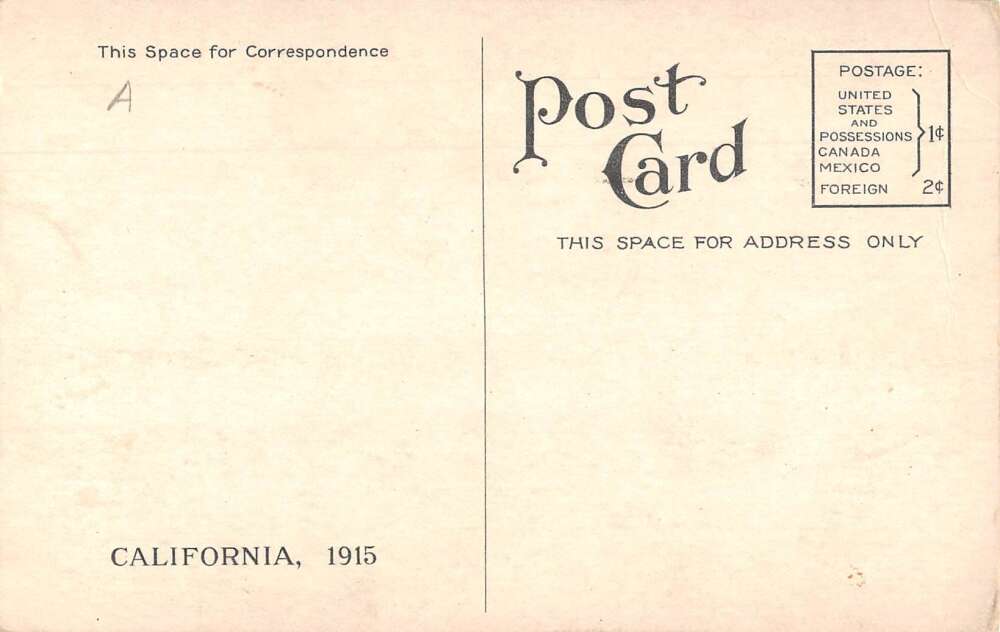 This Space for Correspondence
A
CALIFORNIA, 1915
Post
Card
POSTAGE:
UNITED
STATES
AND
POSSESSIONS } 1¢
CANADA
MEXICO
FOREIGN 2¢
THIS SPACE FOR ADDRESS ONLY